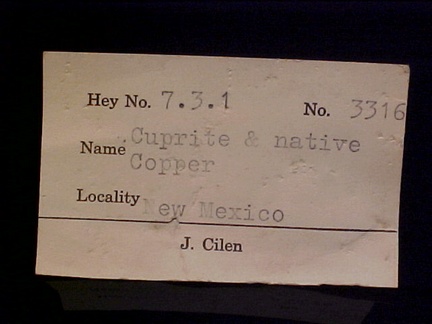 Hey No. 7.3.1 No. 3316
Name Cuprite & native
Copper
Locality New Mexico
J. Cilen